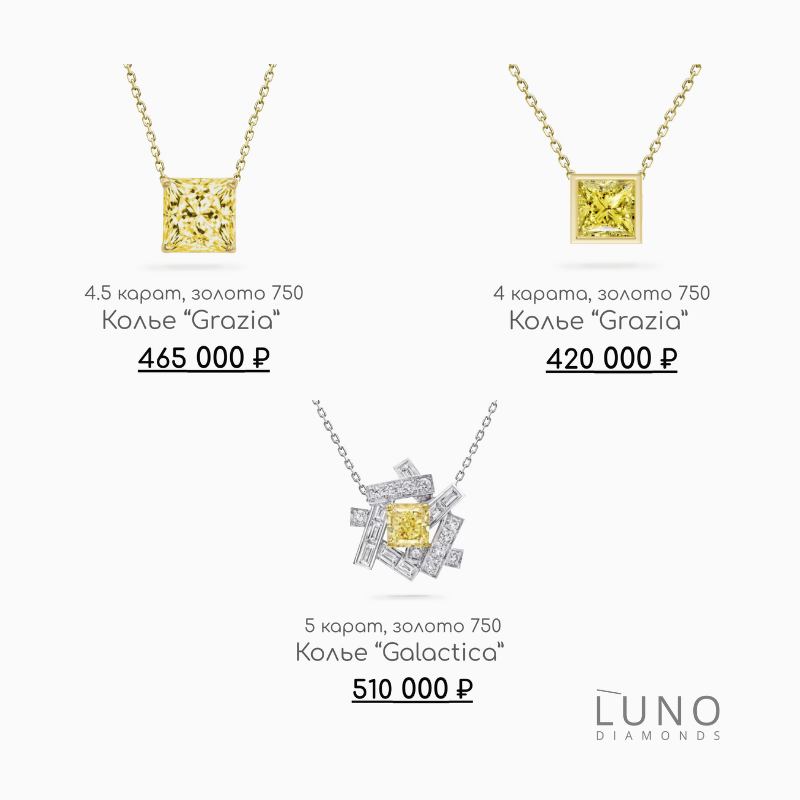 4.5 карат, золото 750
Колье “Grazia”
465 000 ₽
4 карата, золото 750
Колье “Grazia”
420 000 ₽
5 карат, золото 750
Колье “Galactica”
510 000 ₽
LUNO
DIAMONDS